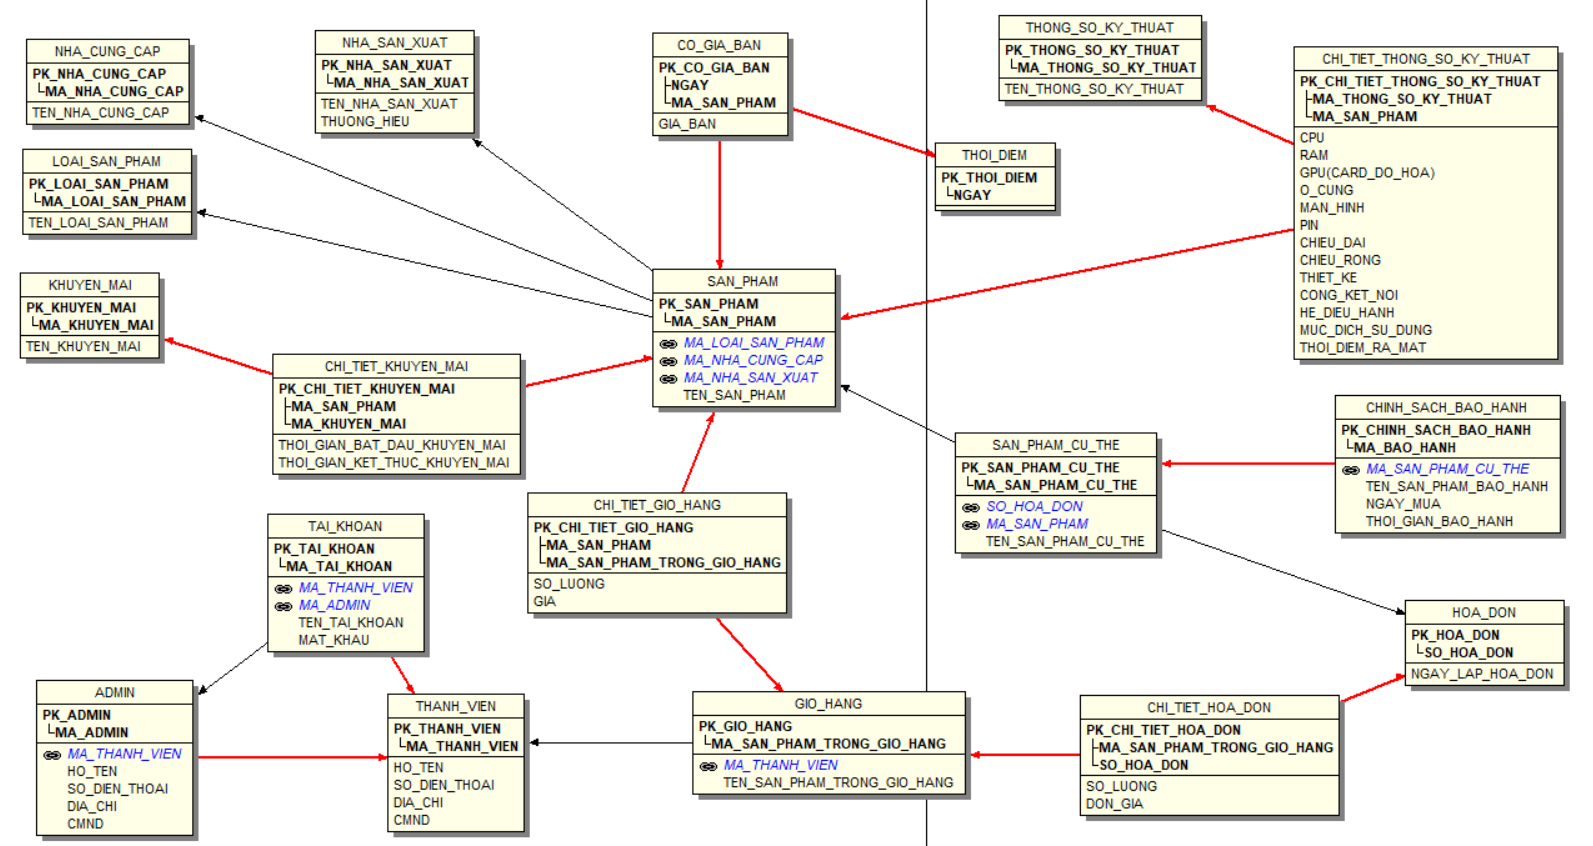 NHA_CUNG_CAP
PK_NHA_CUNG_CAP
MA_NHA_CUNG_CAP
TEN_NHA_CUNG_CAP
NHA_SAN_XUAT
PK_NHA_SAN_XUAT
MA_NHA_SAN_XUAT
TEN_NHA_SAN_XUAT
THUONG_HIEU
CO_GIA_BAN
PK_CO_GIA_BAN
NGAY
MA_SAN_PHAM
GIA_BAN
THONG_SO_KY_THUAT
PK_THONG_SO_KY_THUAT
MA_THONG_SO_KY_THUAT
TEN_THONG_SO_KY_THUAT
CHI_TIET_THONG_SO_KY_THUAT
PK_CHI_TIET_THONG_SO_KY_THUAT
MA_THONG_SO_KY_THUAT
MA_SAN_PHAM
CPU
RAM
GPU(CARD_DO_HOA)
O_CUNG
MAN_HINH
PIN
CHIEU_DAI
CHIEU_RONG
THIET_KE
CONG_KET_NOI
HE_DIEU_HANH
MUC_DICH_SU_DUNG
THOI_DIEM_RA_MAT
LOAI_SAN_PHAM
PK_LOAI_SAN_PHAM
MA_LOAI_SAN_PHAM
TEN_LOAI_SAN_PHAM
THOI_DIEM
PK_THOI_DIEM
NGAY
KHUYEN_MAI
PK_KHUYEN_MAI
MA_KHUYEN_MAI
TEN_KHUYEN_MAI
SAN_PHAM
PK_SAN_PHAM
MA_SAN_PHAM
MA_LOAI_SAN_PHAM
MA_NHA_CUNG_CAP
MA_NHA_SAN_XUAT
TEN_SAN_PHAM
CHI_TIET_KHUYEN_MAI
PK_CHI_TIET_KHUYEN_MAI
MA_SAN_PHAM
MA_KHUYEN_MAI
THOI_GIAN_BAT_DAU_KHUYEN_MAI
THOI_GIAN_KET_THUC_KHUYEN_MAI
CHINH_SACH_BAO_HANH
PK_CHINH_SACH_BAO_HANH
MA_BAO_HANH
MA_SAN_PHAM_CU_THE
TEN_SAN_PHAM_BAO_HANH
NGAY_MUA
THOI_GIAN_BAO_HANH
SAN_PHAM_CU_THE
PK_SAN_PHAM_CU_THE
MA_SAN_PHAM_CU_THE
SO_HOA_DON
MA_SAN_PHAM
TEN_SAN_PHAM_CU_THE
CHI_TIET_GIO_HANG
PK_CHI_TIET_GIO_HANG
MA_SAN_PHAM
MA_SAN_PHAM_TRONG_GIO_HANG
SO_LUONG
GIA
TAI_KHOAN
PK_TAI_KHOAN
MA_TAI_KHOAN
MA_THANH_VIEN
MA_ADMIN
TEN_TAI_KHOAN
MAT_KHAU
HOA_DON
PK_HOA_DON
SO_HOA_DON
NGAY_LAP_HOA_DON
ADMIN
PK_ADMIN
MA_ADMIN
MA_THANH_VIEN
HO_TEN
SO_DIEN_THOAI
DIA_CHI
CMND
THANH_VIEN
PK_THANH_VIEN
MA_THANH_VIEN
HO_TEN
SO_DIEN_THOAI
DIA_CHI
CMND
GIO_HANG
PK_GIO_HANG
MA_SAN_PHAM_TRONG_GIO_HANG
MA_THANH_VIEN
TEN_SAN_PHAM_TRONG_GIO_HANG
CHI_TIET_HOA_DON
PK_CHI_TIET_HOA_DON
MA_SAN_PHAM_TRONG_GIO_HANG
SO_HOA_DON
SO_LUONG
DON_GIA